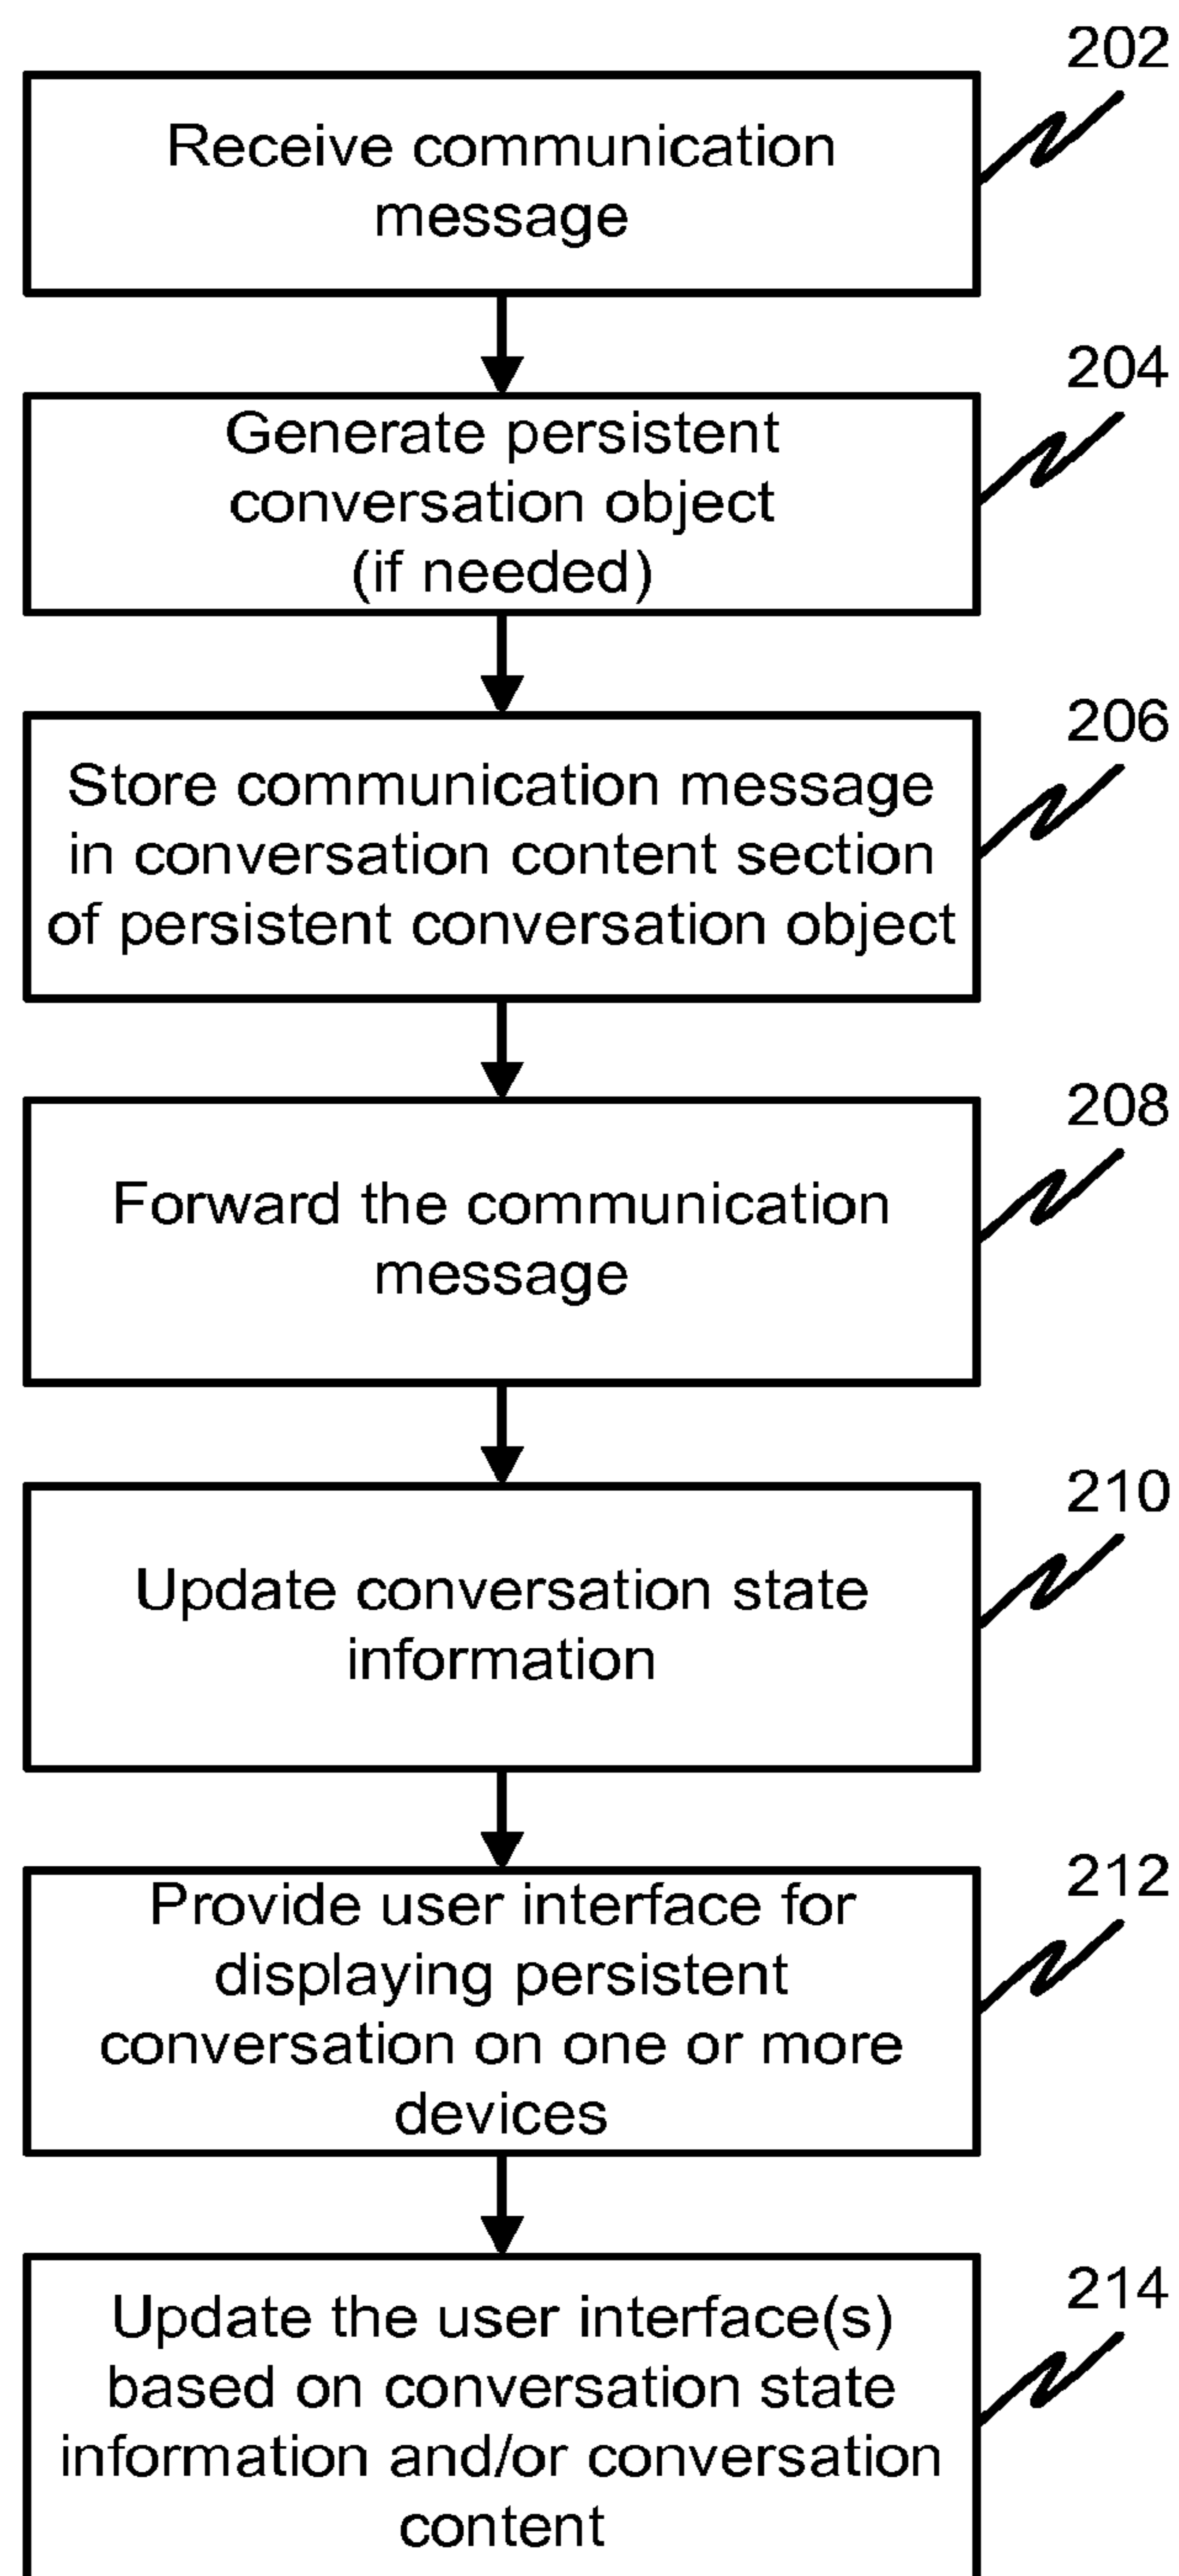 202
Receive communication
message
204
Generate persistent
conversation object
(if needed)
206
Store communication message
in conversation content section
of persistent conversation object
208
Forward the communication
message
210
Update conversation state
information
212
Provide user interface for
displaying persistent
conversation on one or more
devices
214
Update the user interface(s)
based on conversation state
information and/or conversation
content